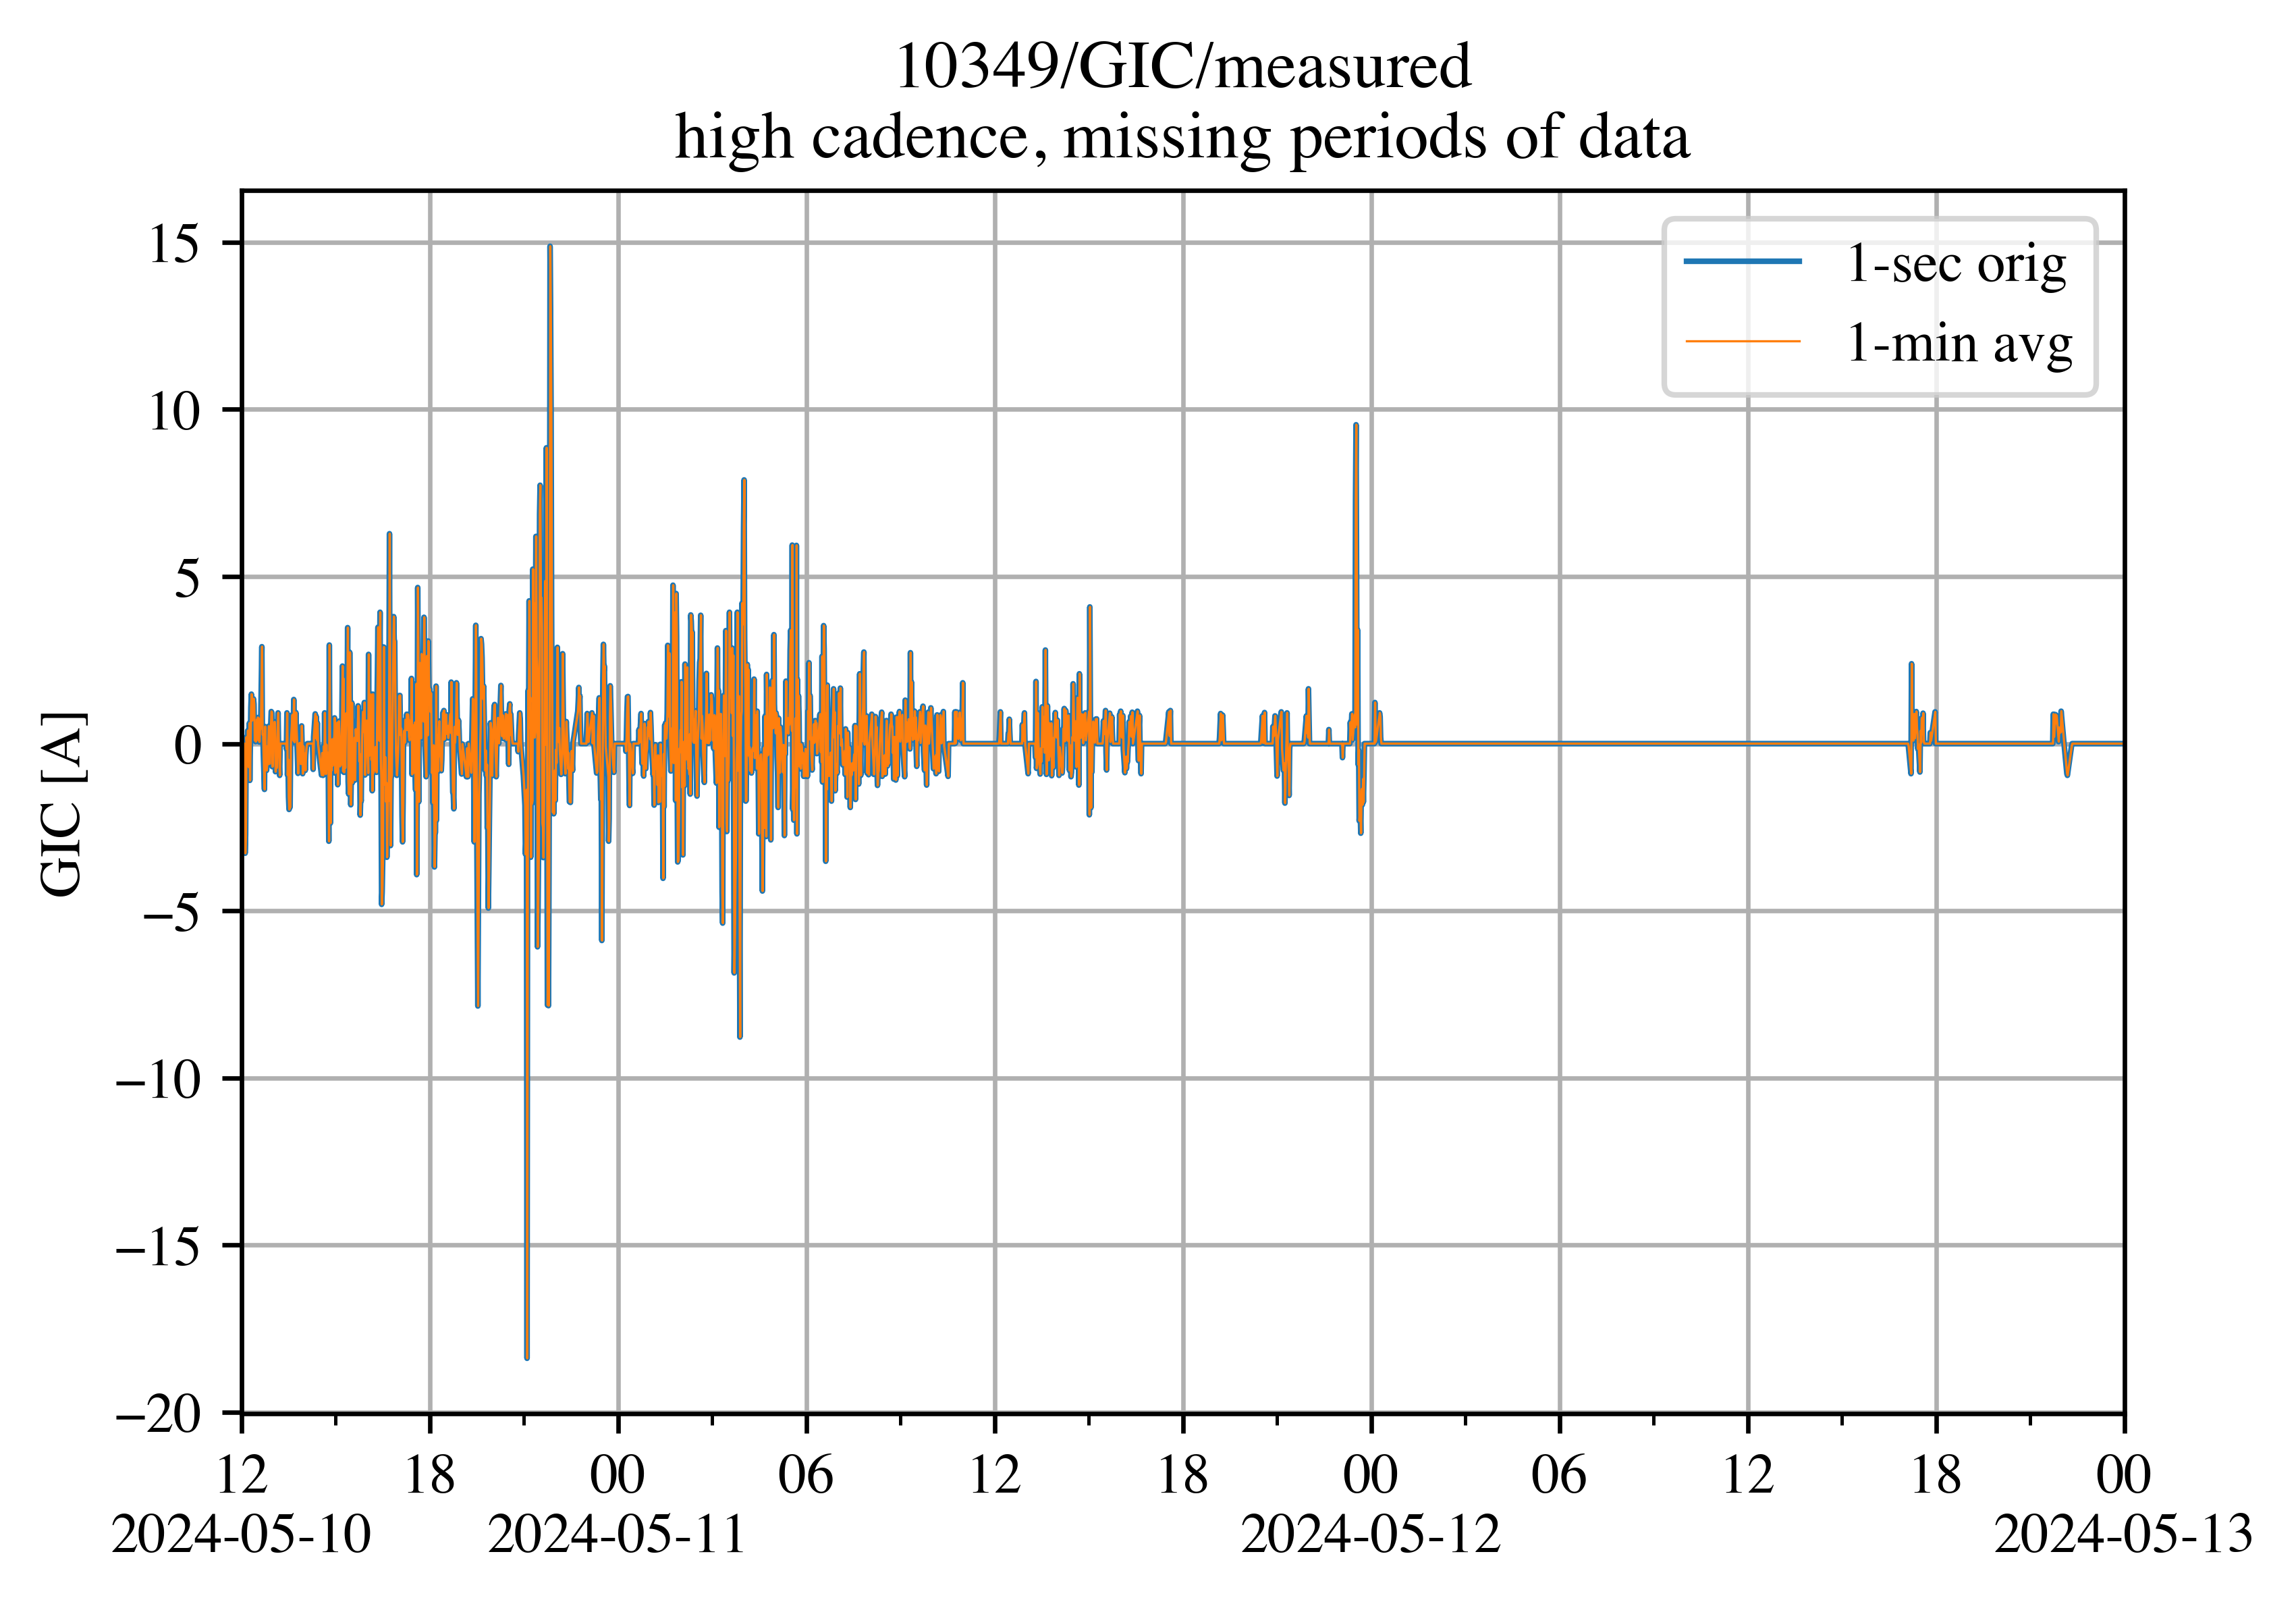 10349//GIC/measured
high cadence, missing periods of data
1-sec orig
1-min avg
GIC [A]
15
10
5
0
−5
−10
−15
−20
12 18 00 06 12 18 00 06 12 18 00
2024-05-10 2024-05-11 2024-05-12 2024-05-13